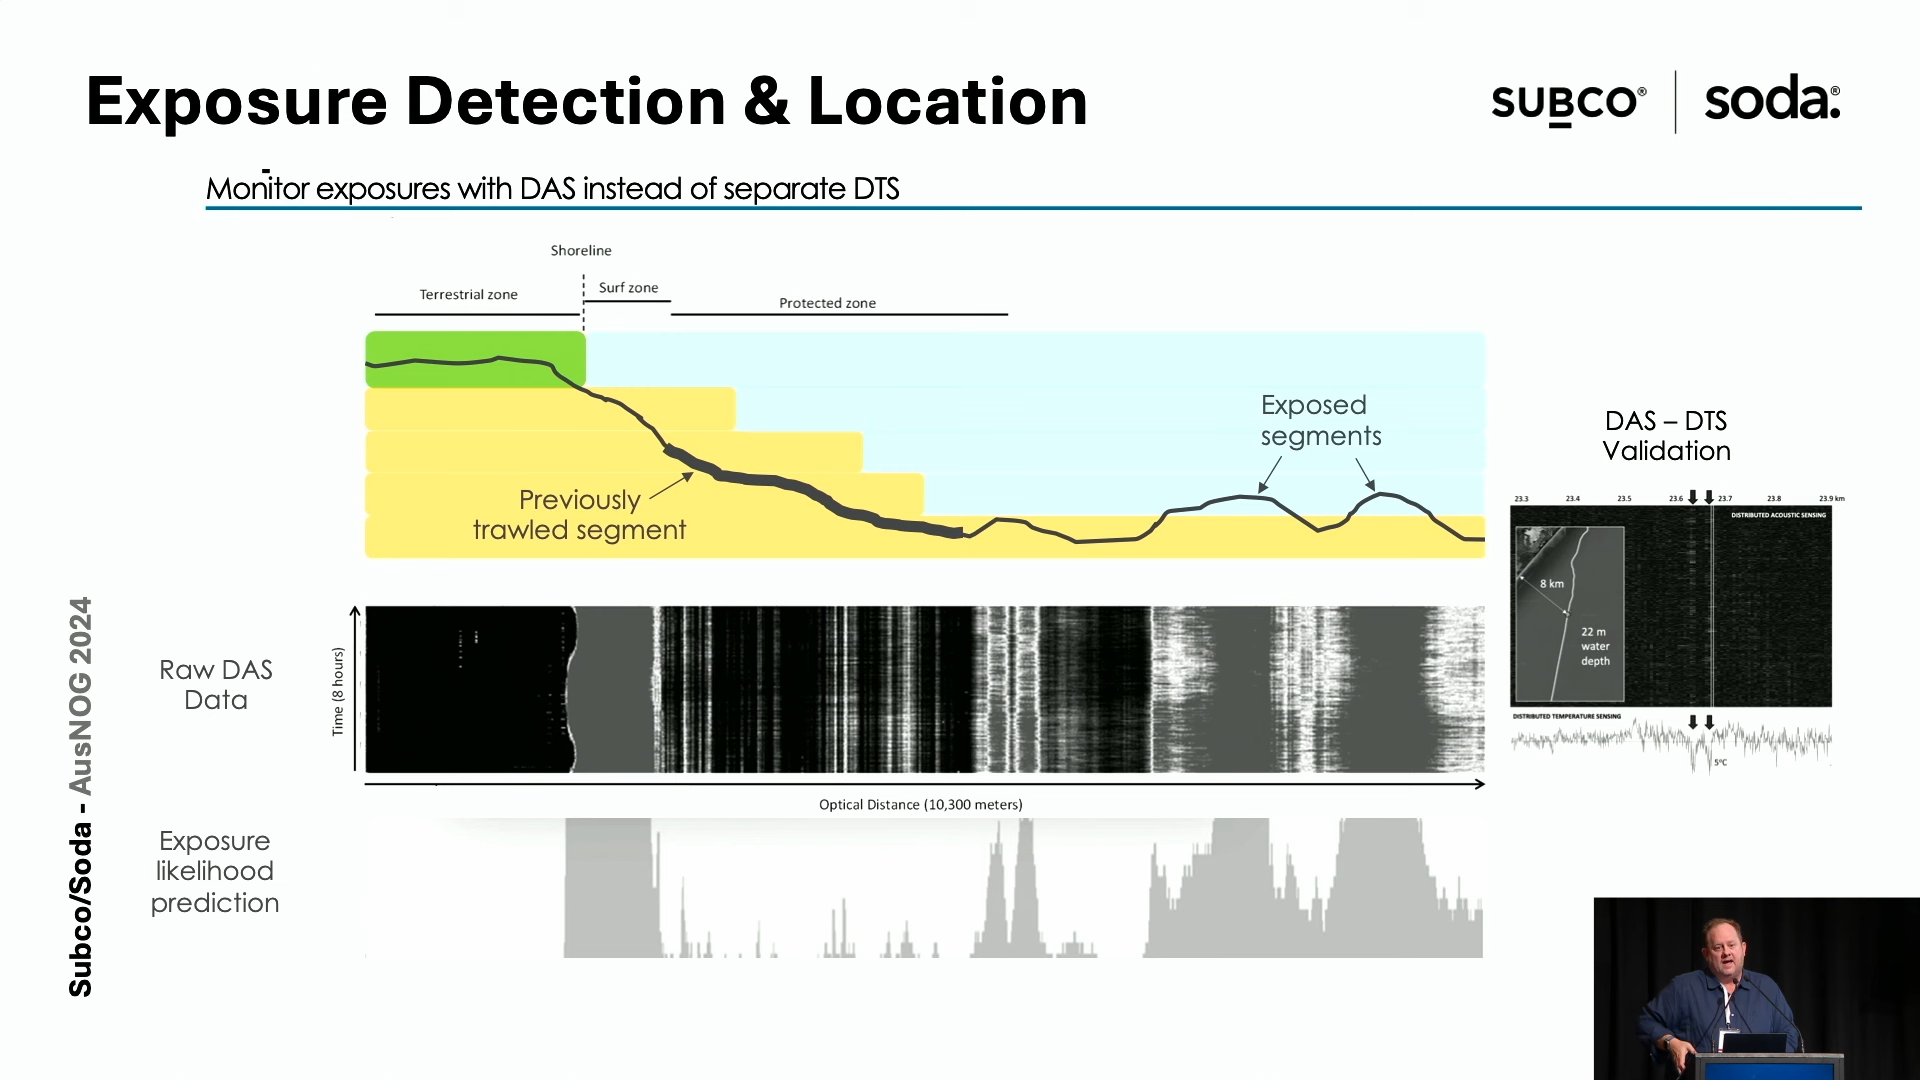 Exposure Detection & Location
SUBCO® | soda:®
Monitor exposures with DAS instead of separate DTS
Shoreline
Terrestrial zone
Surf zone
Protected zone
Exposed
segments
Previously
trawled segment
DAS – DTS
Validation
23.3 23.4 23.5 23.6 23.7 23.8 23.9 km
DISTRIBUTED ACOUSTIC SENSING
8 km
22 m
water
depth
DISTRIBUTED TEMPERATURE SENSING
5°C
Raw DAS
Data
Time (8 hours)
Optical Distance (10,300 meters)
Exposure
likelihood
prediction
Subco/Soda - AusNOG 2024